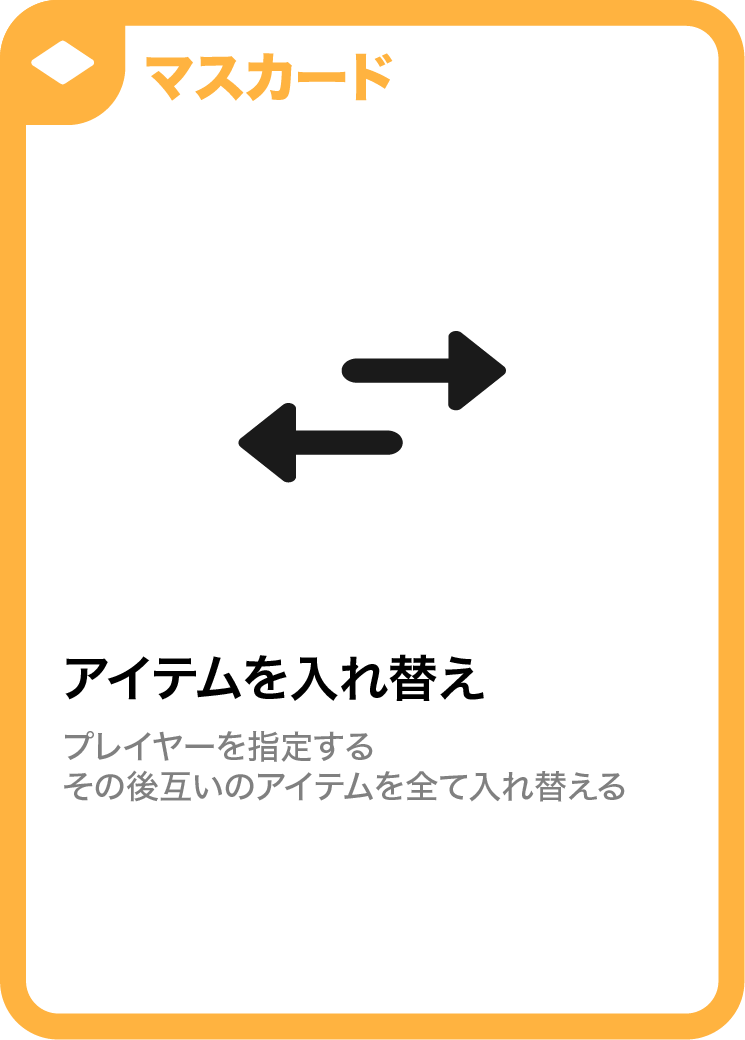 マスカード
アイテムを入れ替え
プレイヤーを指定する
その後互いのアイテムを全て入れ替える